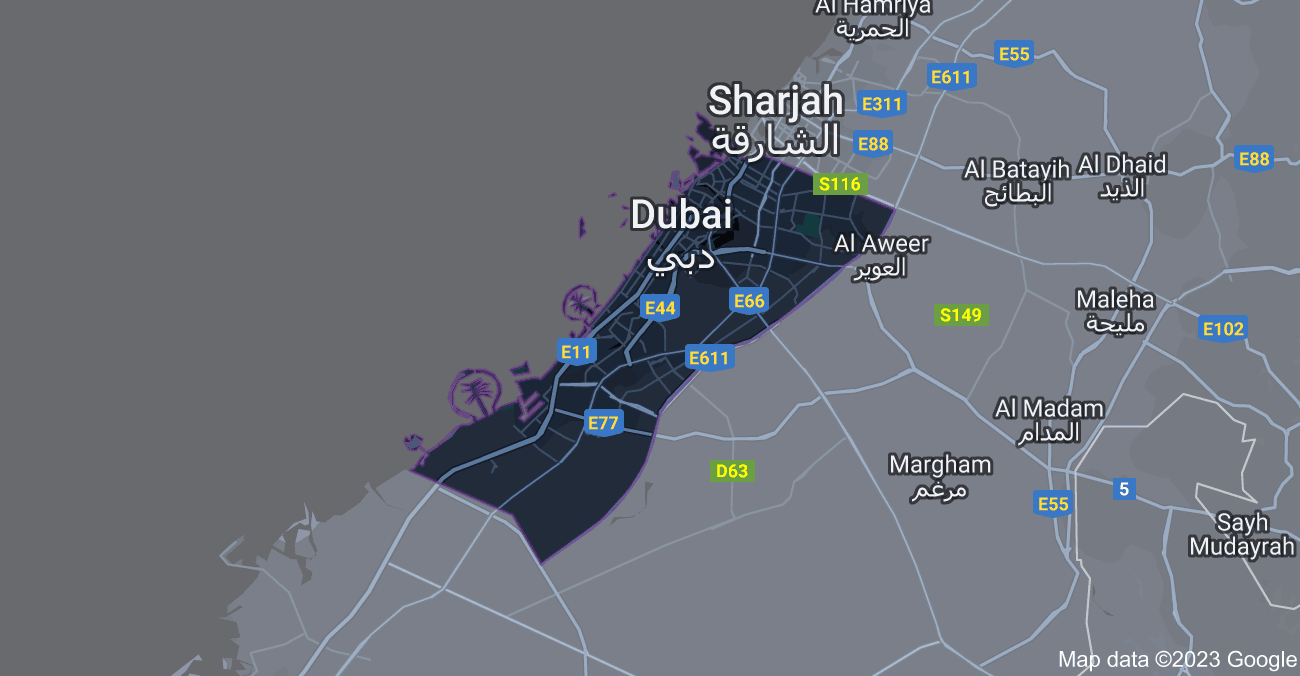 Al Hamriya
الحمرية
E55
E611
Sharjah
الشارقة
E311
E88
E88
Al Batayih
البطائح
Al Dhaid
الذيد
S116
Dubai
دبي
Al Aweer
العوير
E44
E66
S149
Maleha
مليحة
E102
E11
E611
Al Madam
المدام
E77
D63
Margham
مرغم
5
E55
Sayh
Mudayrah
Map data ©2023 Google